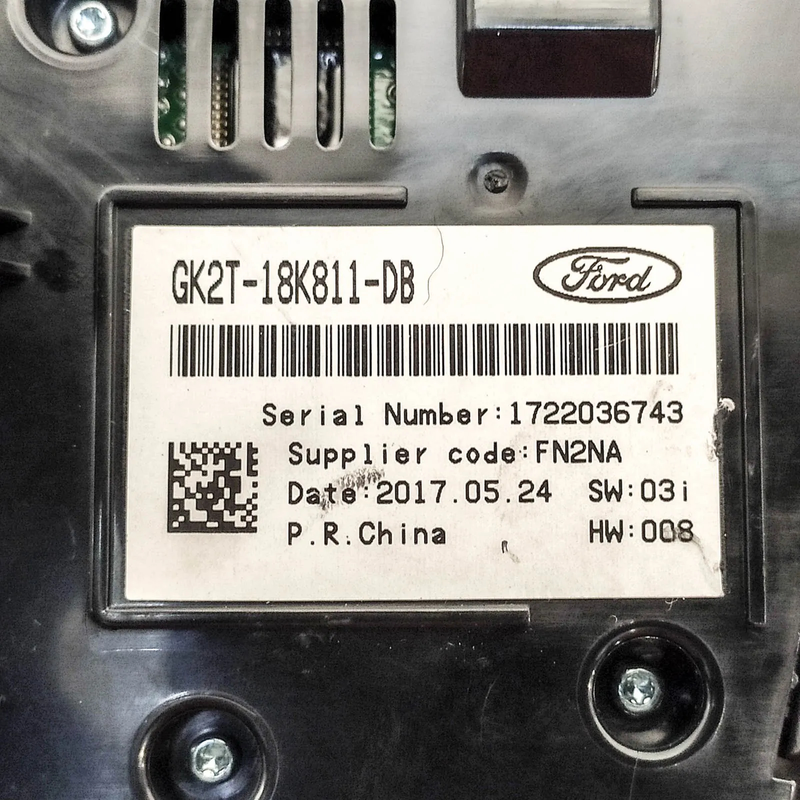 GK2T-18K811-DB
Ford
Serial Number:1722036743
Supplier code:FN2NA
Date:2017.05.24 SW:03i
P.R.China HW:008